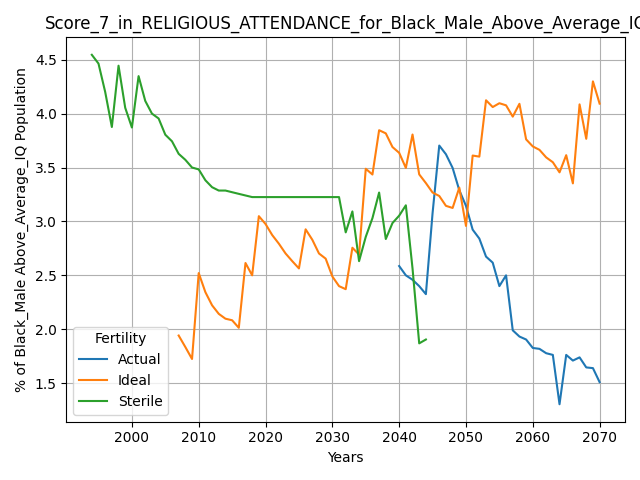 Score_7_in_RELIGIOUS_ATTENDANCE_for_Black_Male_Above_Average_IQ
% of Black_Male Above_Average_IQ Population
4.5
4.0
3.5
3.0
2.5
2.0
1.5
Fertility
Actual
Ideal
Sterile
2000 2010 2020 2030 2040 2050 2060 2070
Years